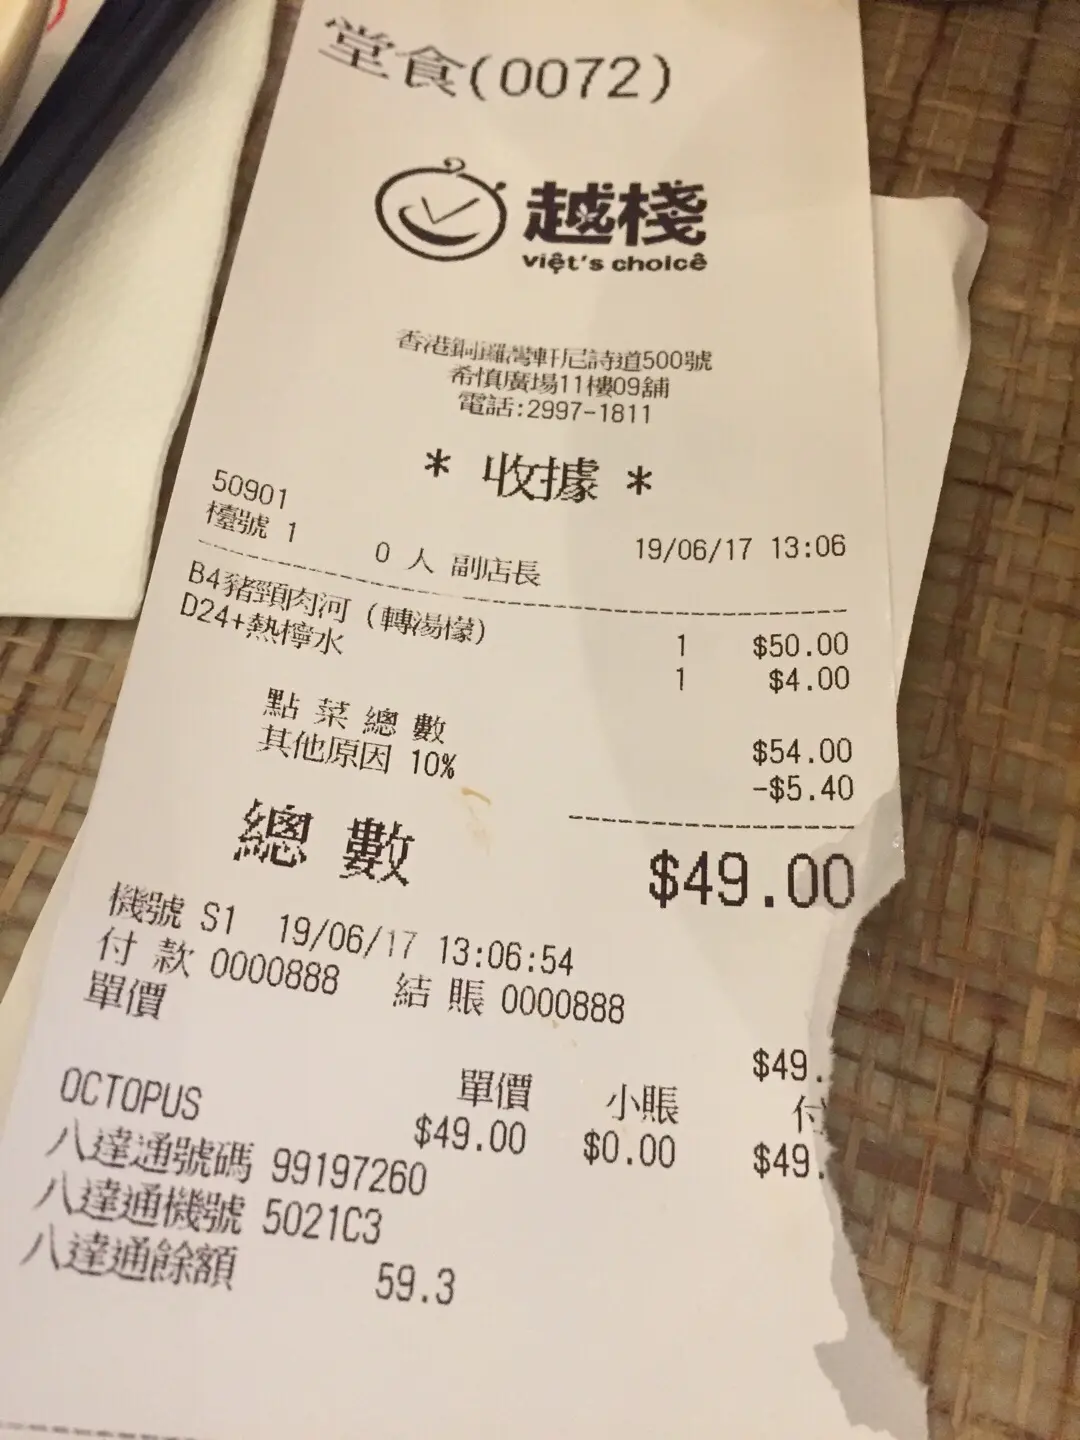 堂食(0072)
越棧
việt's choicê
香港銅鑼灣軒尼詩道500號
希慎廣場11樓09舖
電話:2997-1811
* 收據 *
50901
檯號 1 0 人 副店長 19/06/17 13:06
B4豬頸肉河 (轉湯檬) 1 $50.00
D24+熱檸水 1 $4.00
點菜總數 $54.00
其他原因 10% -$5.40
總數 $49.00
機號 S1 19/06/17 13:06:54
付款 0000888 結賬 0000888
單價 $49.
單價 小賬 付
OCTOPUS $49.00 $0.00 $49.
八達通號碼 99197260
八達通機號 5021C3
八達通餘額 59.3